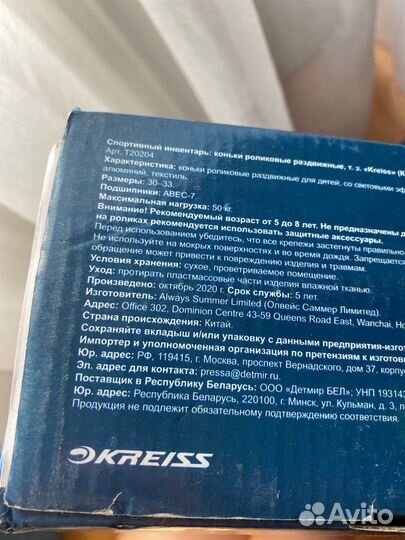 Спортивный инвентарь: коньки роликовые раздвижные, т. з. «Kreiss» (К
Арт. T20204
Характеристика: коньки роликовые раздвижные для детей, со световыми эф
алюминий, текстиль.
Размеры: 30–33.
Подшипники: ABEC-7.
Максимальная нагрузка: 50 кг.
Внимание! Рекомендуемый возраст от 5 до 8 лет. Не предназначены д
на роликах рекомендуется использовать защитные аксессуары.
Перед использованием убедитесь, что все крепежи застегнуты правильно
Не используйте на мокрых поверхностях и во время дождя. Запрещается
обращение может привести к повреждению изделия и травмам.
Условия хранения: сухое, проветриваемое помещение.
Уход: протирать пластмассовые части изделия влажной тканью.
Произведено: октябрь 2020 г. Срок службы: 5 лет.
Изготовитель: Always Summer Limited (Олвейс Саммер Лимитед).
Адрес: Office 302, Dominion Centre 43-59 Queens Road East, Wanchai, Ho
Страна происхождения: Китай.
Сохраняйте вкладыш и/или упаковку с данными предприятия-изгото
Импортер и уполномоченная организация по претензиям к изготов
Юр. адрес: РФ, 119415, г. Москва, проспект Вернадского, дом 37, корпус
Эл. адрес для контакта: pressa@detmir.ru.
Поставщик в Республику Беларусь: ООО «Детмир БЕЛ», УНП 193143
Юр. адрес: Республика Беларусь, 220100, г. Минск, ул. Кульман, д. 3, п
Продукция не подлежит обязательному подтверждению соответствия.
KREISS
Avito